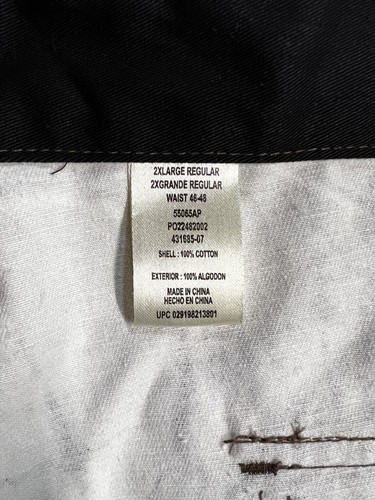 2XLARGE REGULAR
2XGRANDE REGULAR
WAIST 46-48
55065AP
PO22482002
431685-07
SHELL : 100% COTTON
EXTERIOR : 100% ALGODON
MADE IN CHINA
HECHO EN CHINA
UPC 029198213801